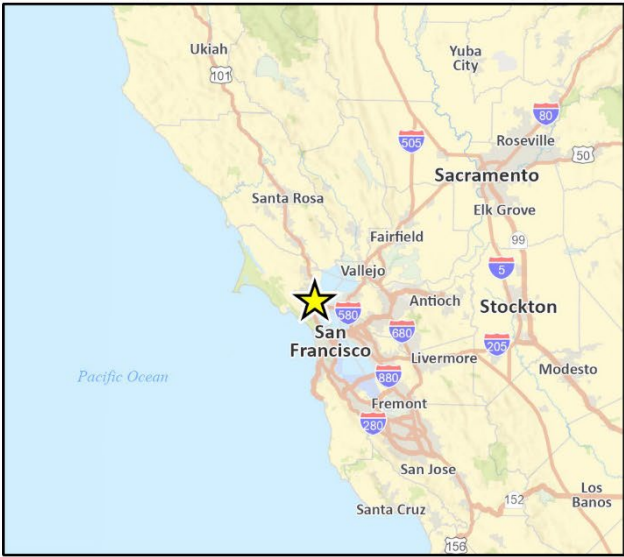 Ukiah
Yuba
City
101
80
505
Roseville
50
Sacramento
Santa Rosa
Elk Grove
Fairfield
99
Vallejo
5
Antioch
Stockton
580
San
Francisco
680
205
Livermore
Modesto
Pacific Ocean
880
Fremont
280
San Jose
Los
Banos
152
Santa Cruz
156